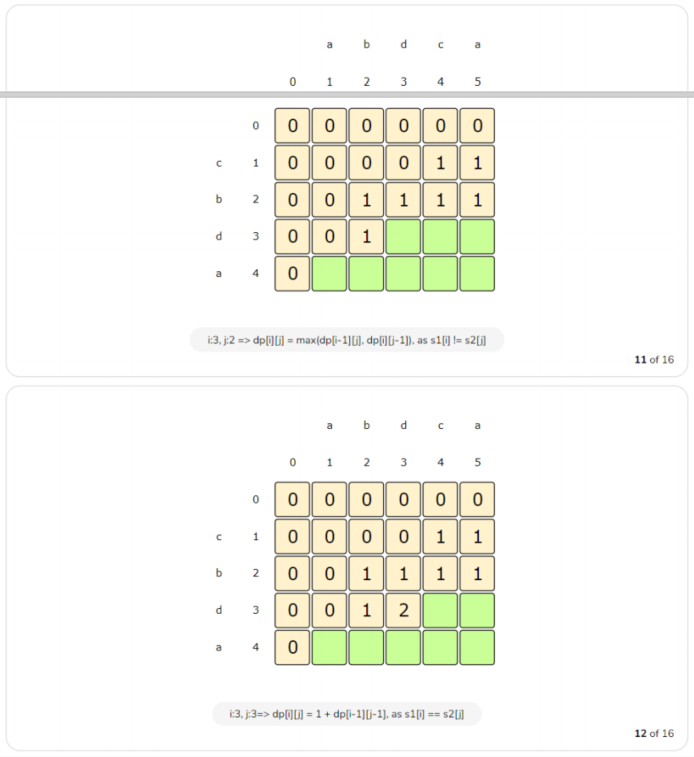 a b d c a
0 1 2 3 4 5
0 0 0 0 0 0 0
c 1 0 0 0 0 1 1
b 2 0 0 1 1 1 1
d 3 0 0 1
a 4 0
i:3, j:2 => dp[i][j] = max(dp[i-1][j], dp[i][j-1]), as s1[i] != s2[j]
11 of 16
a b d c a
0 1 2 3 4 5
0 0 0 0 0 0 0
c 1 0 0 0 0 1 1
b 2 0 0 1 1 1 1
d 3 0 0 1 2
a 4 0
i:3, j:3=> dp[i][j] = 1 + dp[i-1][j-1], as s1[i] == s2[j]
12 of 16